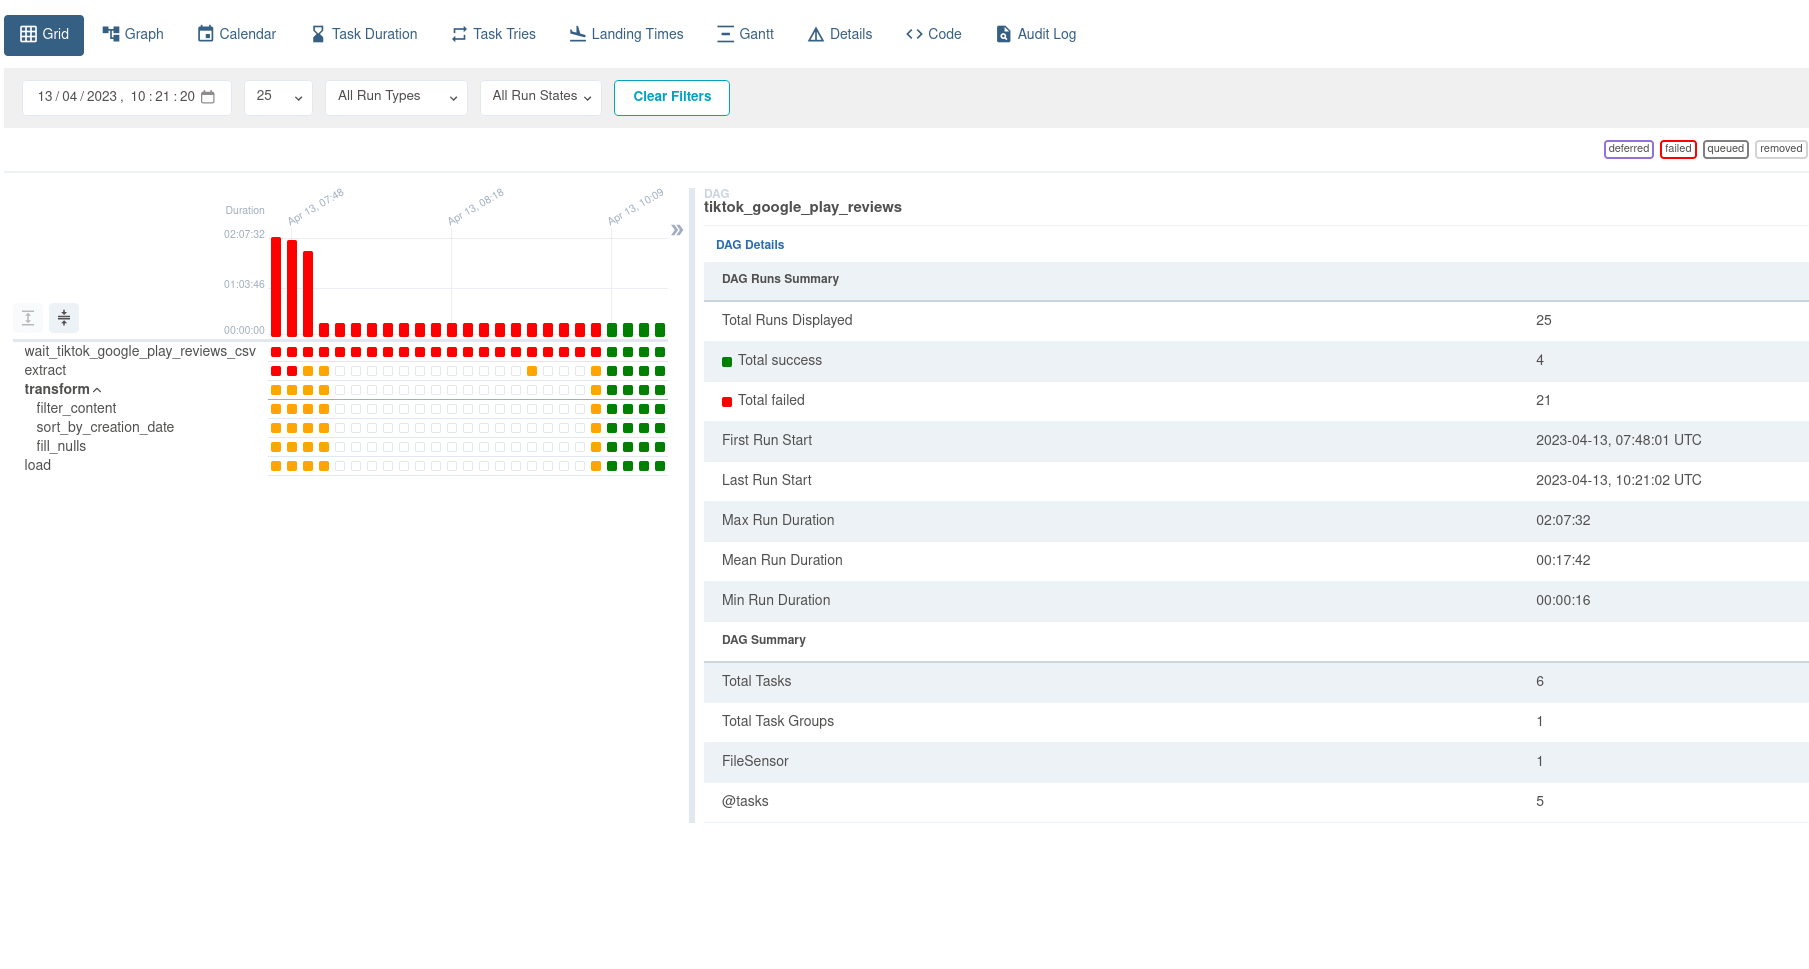 Grid Graph Calendar Task Duration Task Tries Landing Times Gantt Details Code Audit Log
13 / 04 / 2023 , 10 : 21 : 20 25 All Run Types All Run States Clear Filters
deferred failed queued removed
Duration
Apr 13, 07:48 Apr 13, 08:18 Apr 13, 10:09
02:07:32
01:03:46
00:00:00
wait_tiktok_google_play_reviews_csv
extract
transform
filter_content
sort_by_creation_date
fill_nulls
load
DAG
tiktok_google_play_reviews
DAG Details
DAG Runs Summary
Total Runs Displayed 25
Total success 4
Total failed 21
First Run Start 2023-04-13, 07:48:01 UTC
Last Run Start 2023-04-13, 10:21:02 UTC
Max Run Duration 02:07:32
Mean Run Duration 00:17:42
Min Run Duration 00:00:16
DAG Summary
Total Tasks 6
Total Task Groups 1
FileSensor 1
@tasks 5